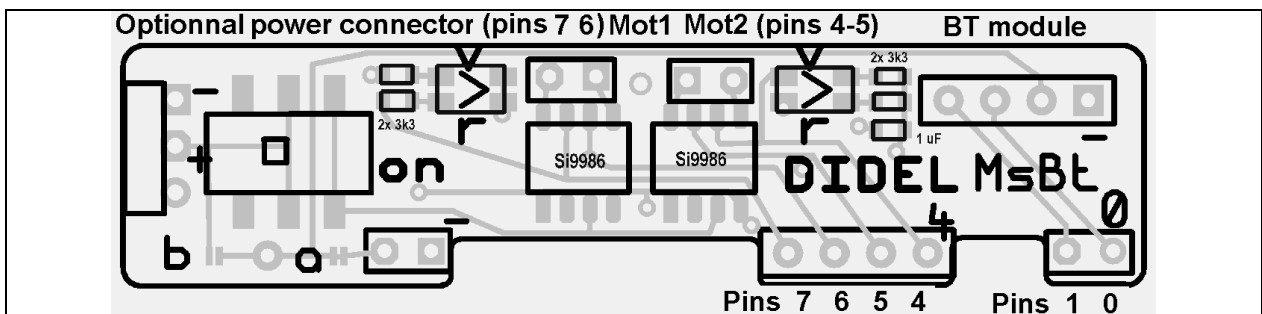 Optionnal power connector (pins 7 6) Mot1 Mot2 (pins 4-5) BT module
2x 3k3
2x 3k3
r
r
1 uF
Si9986
Si9986
+
on
DIDEL MsBt
4
0
b
a
Pins 7 6 5 4 Pins 1 0